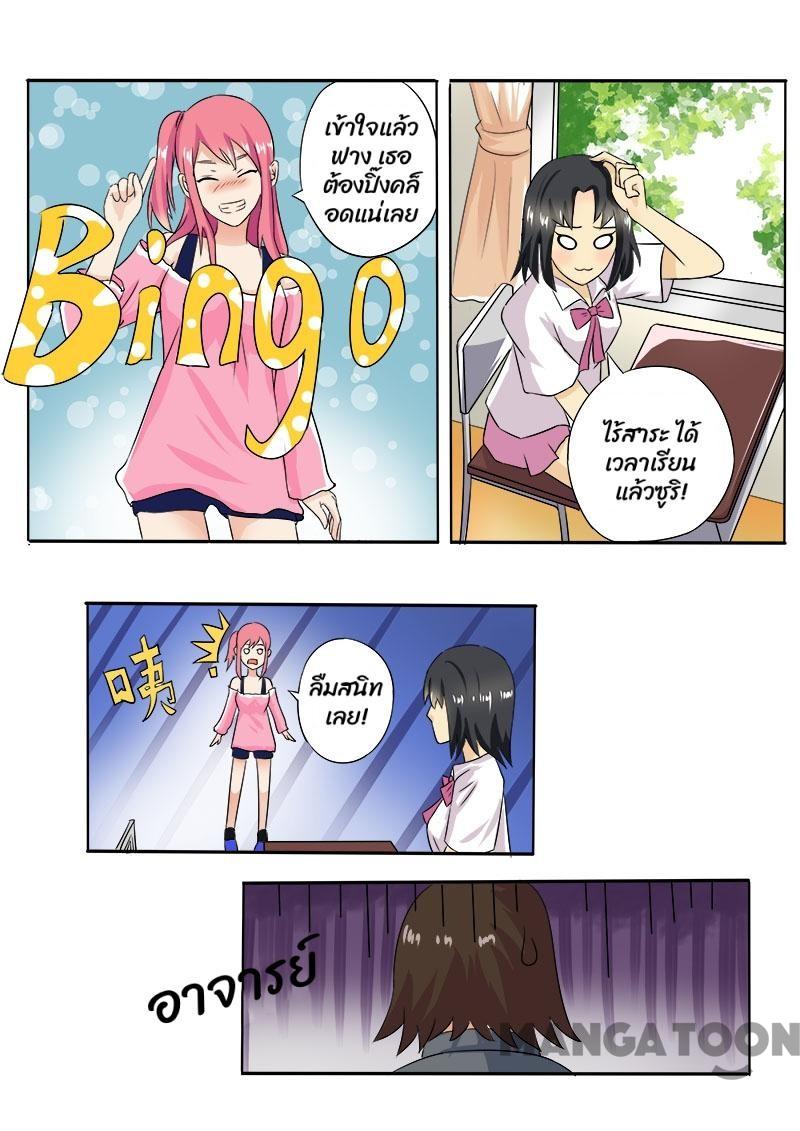 เข้าใจแล้ว
ฟาง เธอ
ต้องปิ๊งคล็
อดแน่เลย
Bingo
ไร้สาระ ได้
เวลาเรียน
แล้วซูริ!
咦 !
ลืมสนิท
เลย!
อาจารย์
MANGATOON